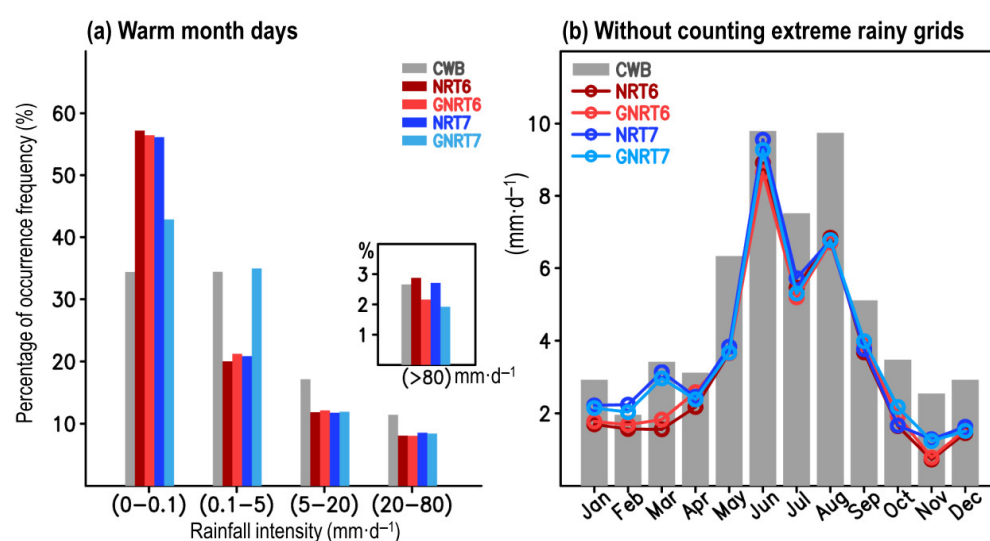 (a) Warm month days
Percentage of occurrence frequency (%)
60
50
40
30
20
10
CWB
NRT6
GNRT6
NRT7
GNRT7
%
3
2
1
(>80) mm·d⁻¹
(0–0.1) (0.1–5) (5–20) (20–80)
Rainfall intensity (mm·d⁻¹)
(b) Without counting extreme rainy grids
(mm·d⁻¹)
10
8
6
4
2
CWB
NRT6
GNRT6
NRT7
GNRT7
Jan Feb Mar Apr May Jun Jul Aug Sep Oct Nov Dec